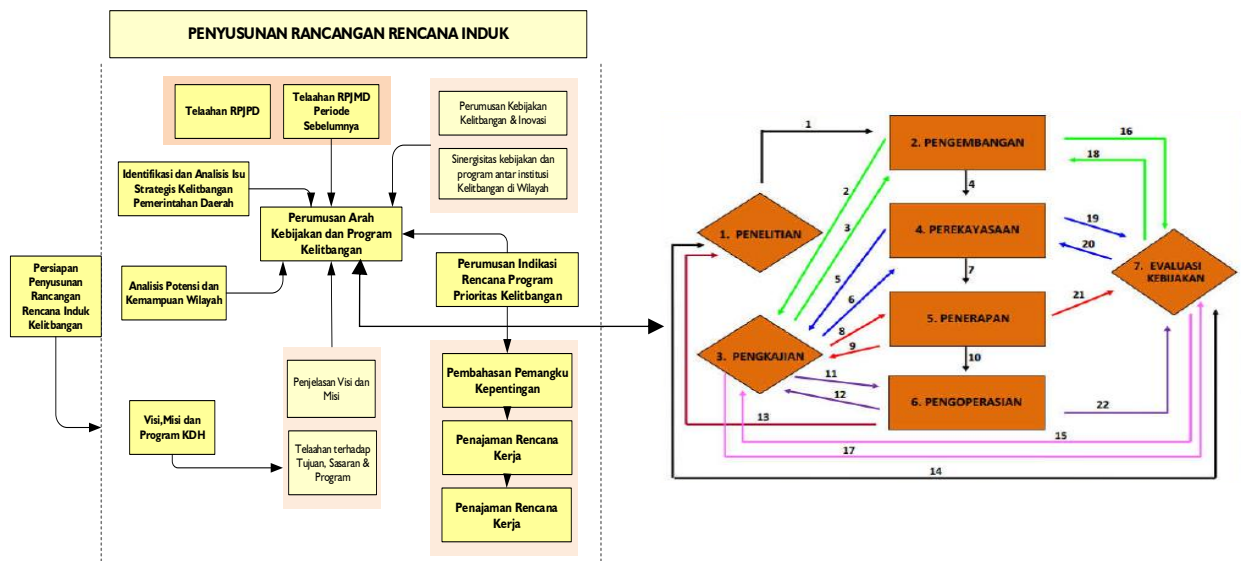 PENYUSUNAN RANCANGAN RENCANA INDUK
Telaahan RPJPD
Telaahan RPJMD
Periode
Sebelumnya
Perumusan Kebijakan
Kelitbangan & Inovasi
Sinergisitas kebijakan dan
program antar institusi
Kelitbangan di Wilayah
Identifikasi dan Analisis Isu
Strategis Kelitbangan
Pemerintahan Daerah
Perumusan Arah
Kebijakan dan Program
Kelitbangan
Persiapan
Penyusunan
Rancangan
Rencana Induk
Kelitbangan
Analisis Potensi dan
Kemampuan Wilayah
Perumusan Indikasi
Rencana Program
Prioritas Kelitbangan
Penjelasan Visi dan
Misi
Pembahasan Pemangku
Kepentingan
Visi,Misi dan
Program KDH
Telaahan terhadap
Tujuan, Sasaran &
Program
Penajaman Rencana
Kerja
Penajaman Rencana
Kerja
1
2. PENGEMBANGAN
16
18
2
3
4
1. PENELITIAN
4. PEREKAYASAAN
19
20
7. EVALUASI
KEBIJAKAN
5
6
7
21
8
9
5. PENERAPAN
3. PENGKAJIAN
10
11
12
6. PENGOPERASIAN
13
22
15
17
14